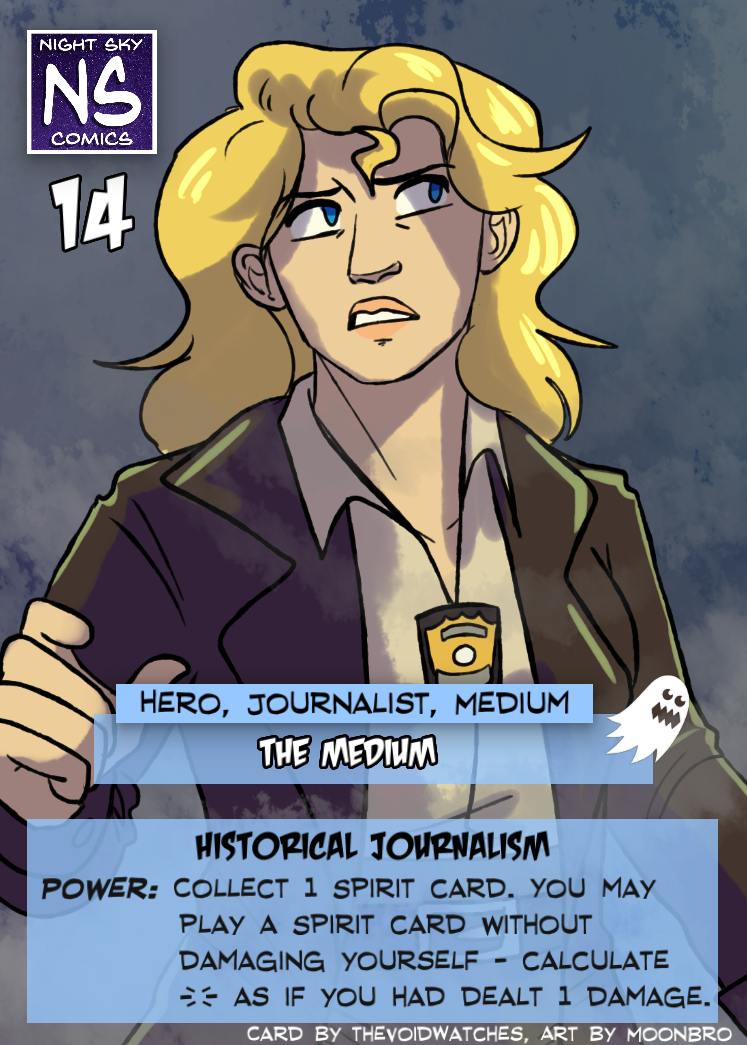 NIGHT SKY
NS
COMICS
14
HERO, JOURNALIST, MEDIUM
THE MEDIUM
HISTORICAL JOURNALISM
POWER: COLLECT 1 SPIRIT CARD. YOU MAY
PLAY A SPIRIT CARD WITHOUT
DAMAGING YOURSELF - CALCULATE
AS IF YOU HAD DEALT 1 DAMAGE.
CARD BY THEVOIDWATCHES, ART BY MOONBRO